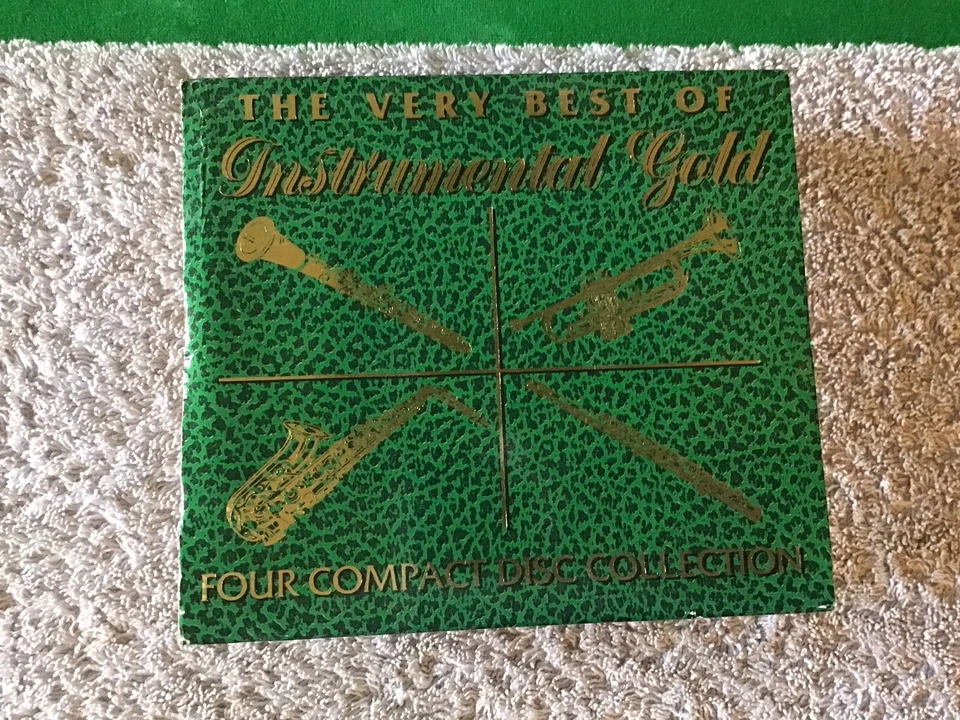 THE VERY BEST OF
Instrumental Gold
FOUR COMPACT DISC COLLECTION